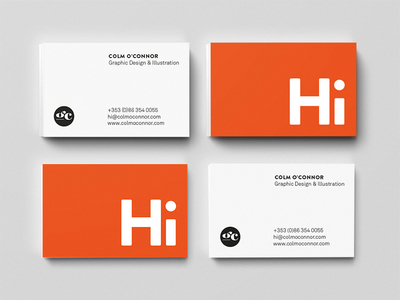 COLM O'CONNOR
Graphic Design & Illustration
o'c
+353 (0)86 354 0055
hi@colmoconnor.com
www.colmoconnor.com
Hi
Hi
COLM O'CONNOR
Graphic Design & Illustration
o'c
+353 (0)86 354 0055
hi@colmoconnor.com
www.colmoconnor.com